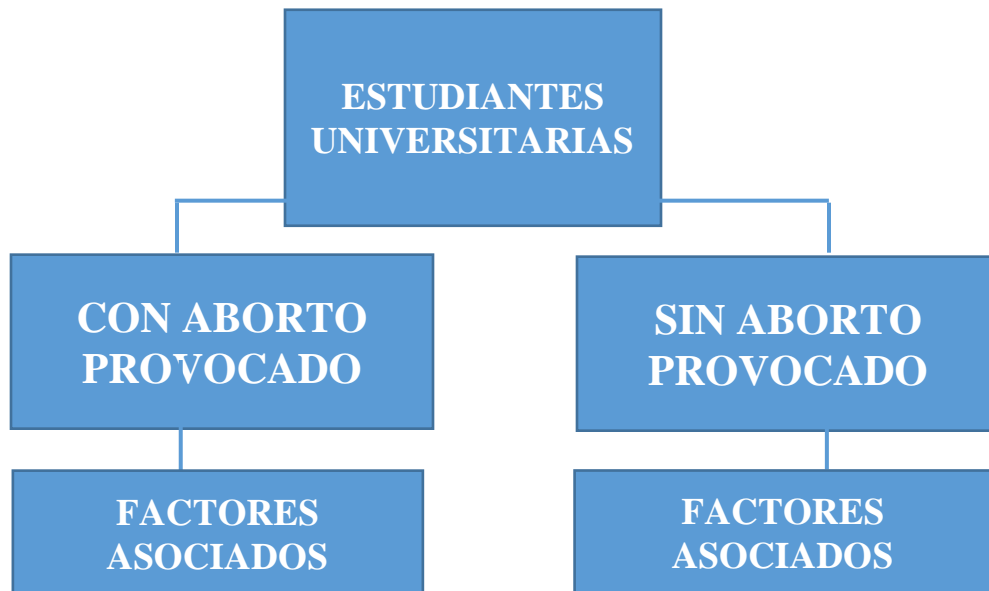 ESTUDIANTES
UNIVERSITARIAS
CON ABORTO
PROVOCADO
SIN ABORTO
PROVOCADO
FACTORES
ASOCIADOS
FACTORES
ASOCIADOS